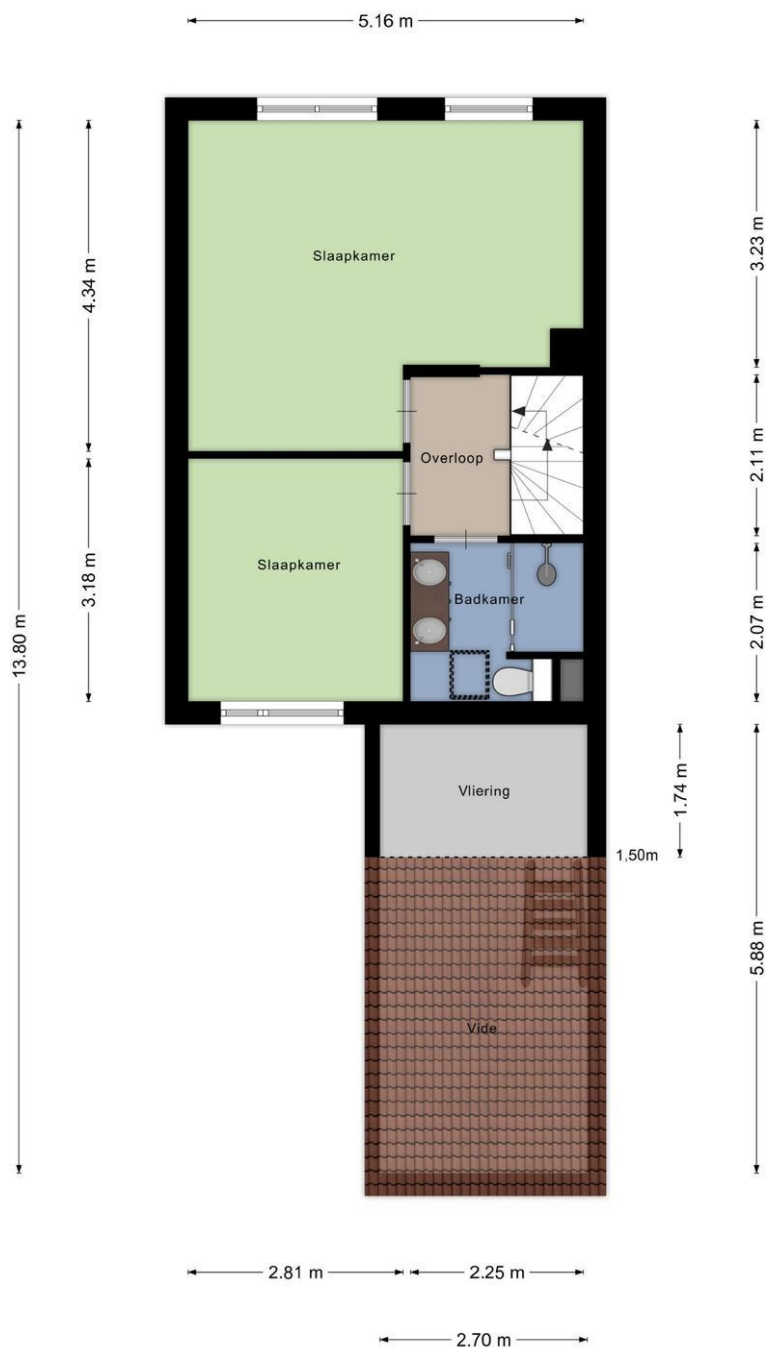 5.16 m
Slaapkamer
4.34 m
3.23 m
Overloop
2.11 m
Slaapkamer
3.18 m
Badkamer
2.07 m
13.80 m
Vliering
1.74 m
1,50m
5.88 m
Vide
2.81 m
2.25 m
2.70 m